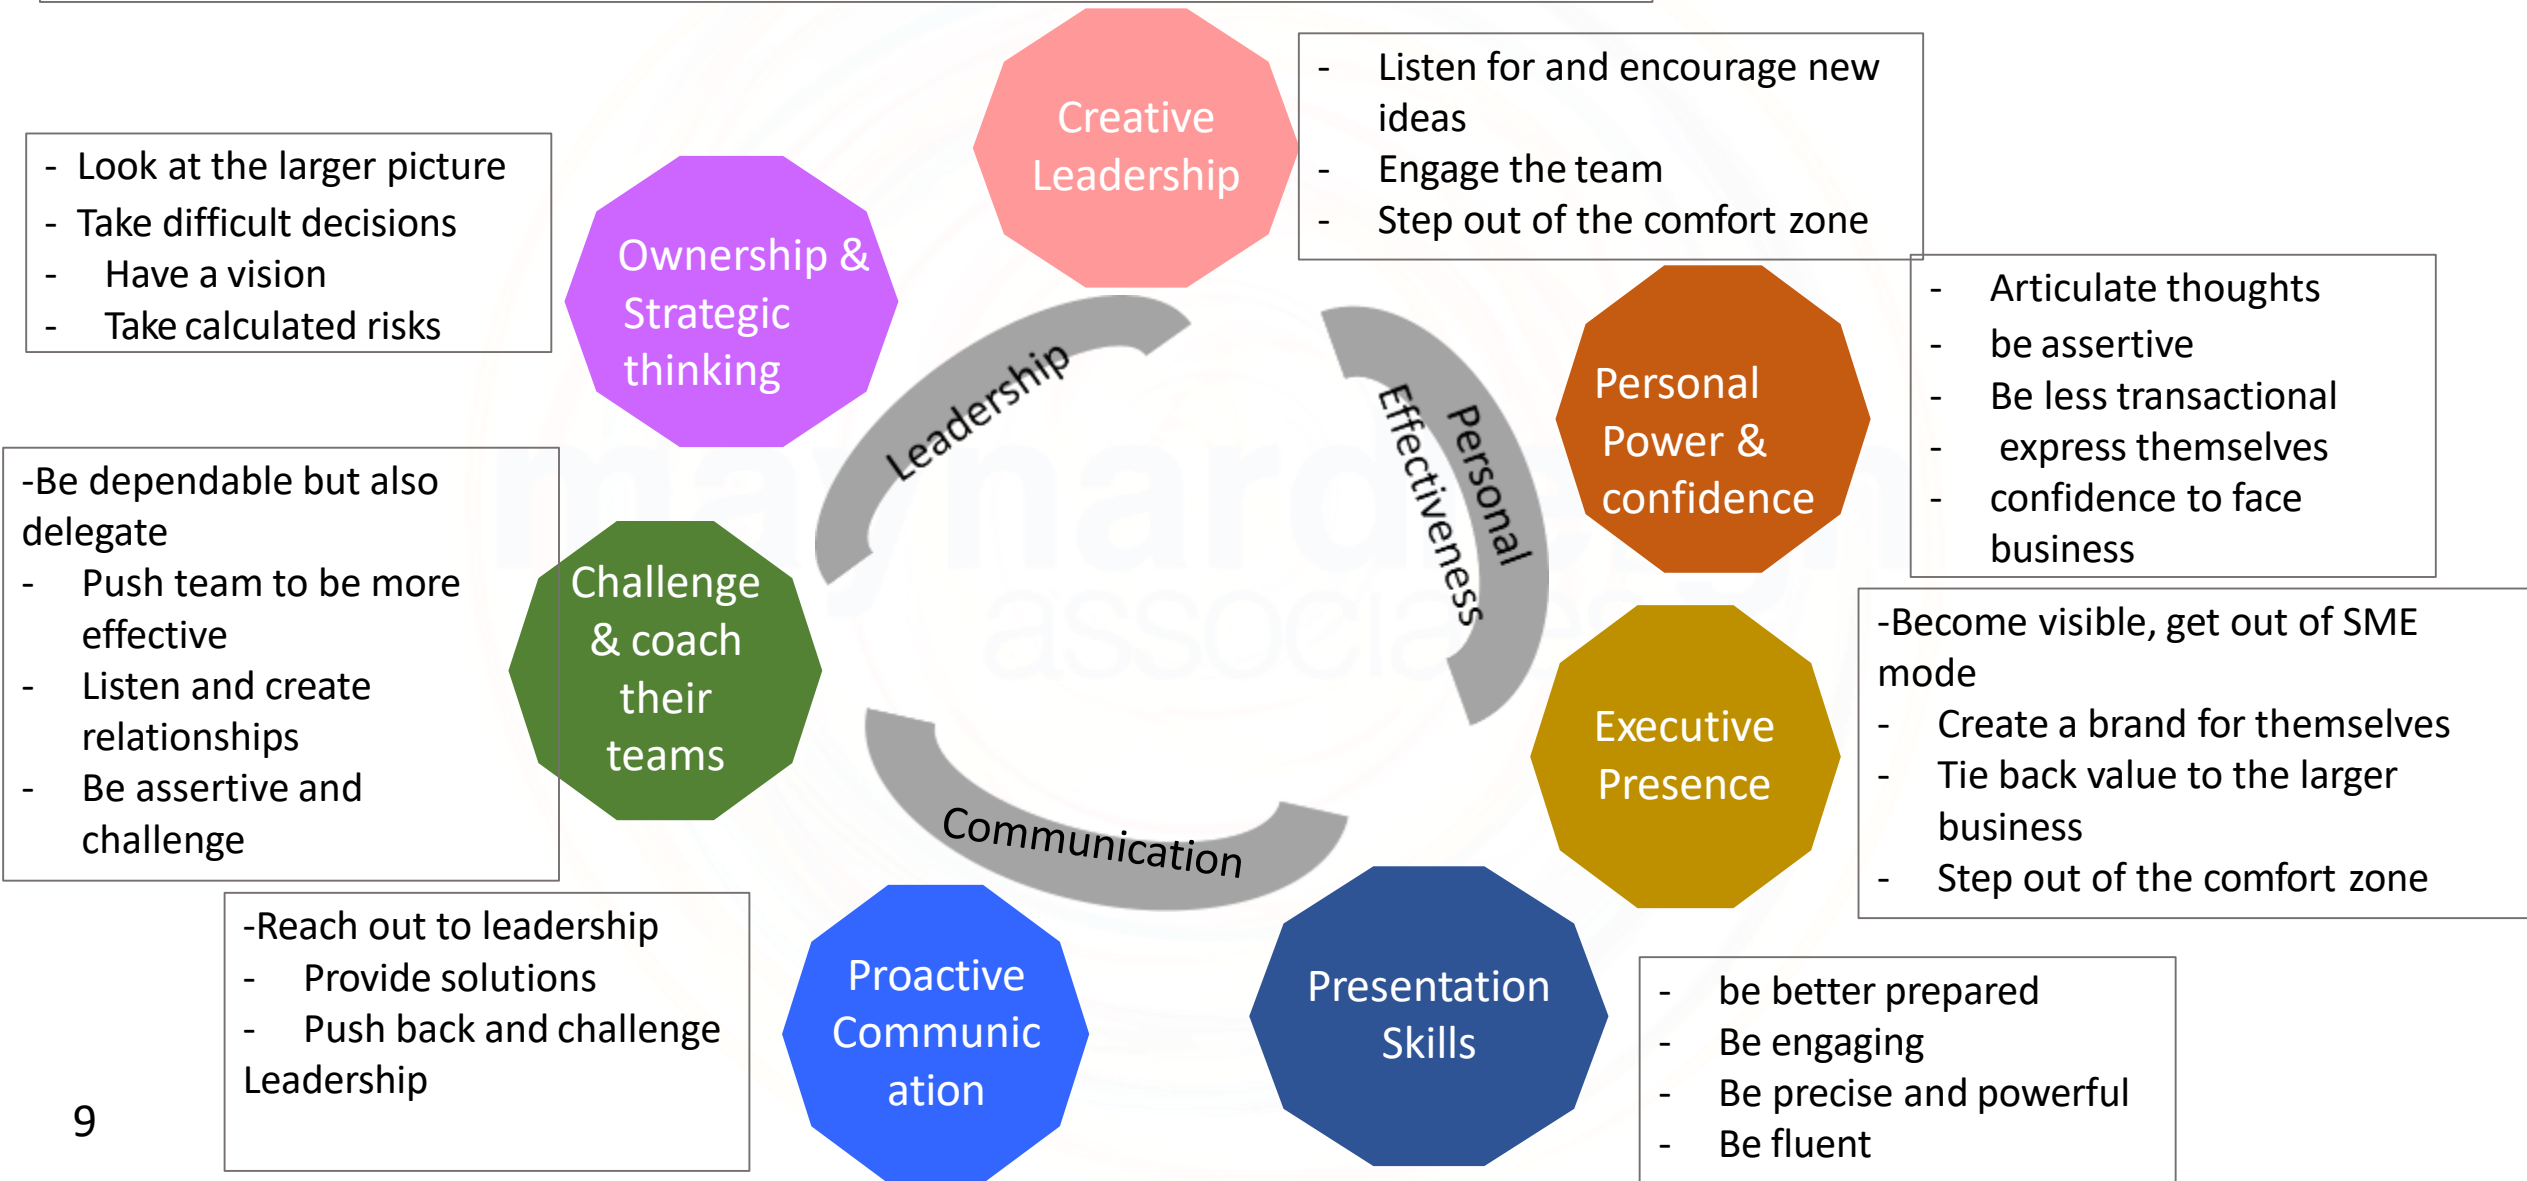 Creative
Leadership
- Listen for and encourage new
ideas
- Engage the team
- Step out of the comfort zone
- Look at the larger picture
- Take difficult decisions
- Have a vision
- Take calculated risks
Ownership &
Strategic
thinking
Leadership
Personal
Effectiveness
Personal
Power &
confidence
- Articulate thoughts
- be assertive
- Be less transactional
- express themselves
- confidence to face
business
-Be dependable but also
delegate
- Push team to be more
effective
- Listen and create
relationships
- Be assertive and
challenge
Challenge
& coach
their
teams
Communication
Executive
Presence
-Become visible, get out of SME
mode
- Create a brand for themselves
- Tie back value to the larger
business
- Step out of the comfort zone
-Reach out to leadership
- Provide solutions
- Push back and challenge
Leadership
Proactive
Communic
ation
Presentation
Skills
- be better prepared
- Be engaging
- Be precise and powerful
- Be fluent
9
associates